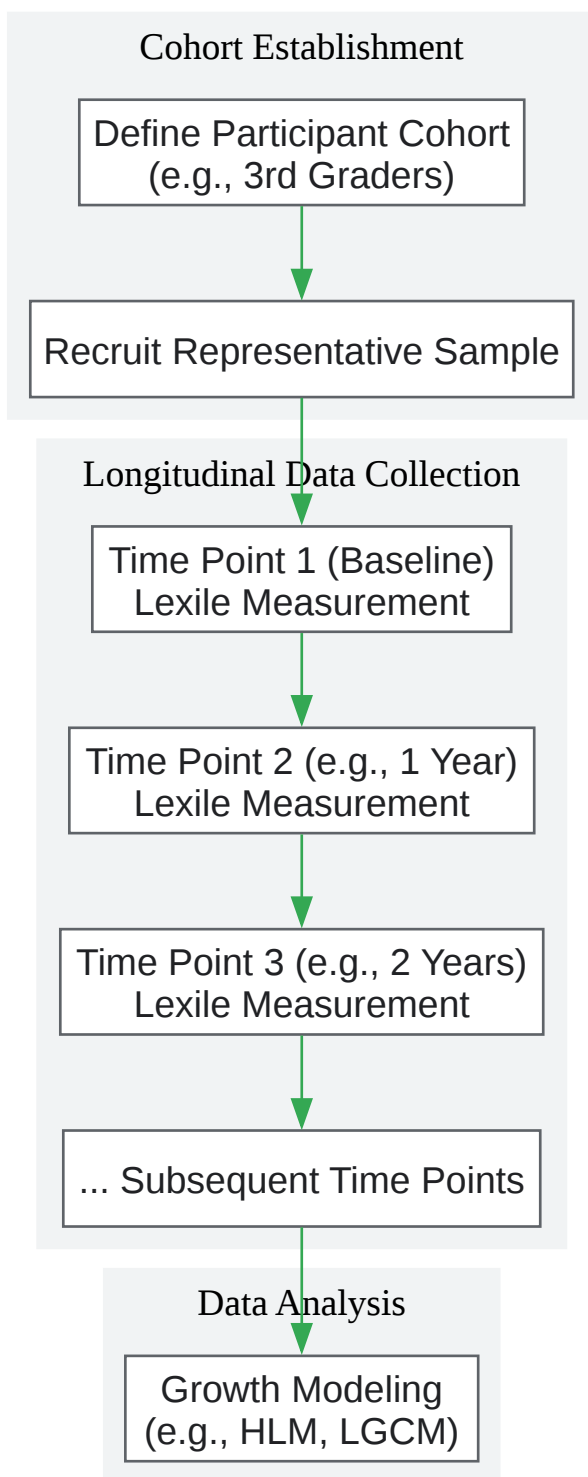 Cohort Establishment
Define Participant Cohort
(e.g., 3rd Graders)
Recruit Representative Sample
Longitudinal Data Collection
Time Point 1 (Baseline)
Lexile Measurement
Time Point 2 (e.g., 1 Year)
Lexile Measurement
Time Point 3 (e.g., 2 Years)
Lexile Measurement
... Subsequent Time Points
Data Analysis
Growth Modeling
(e.g., HLM, LGCM)